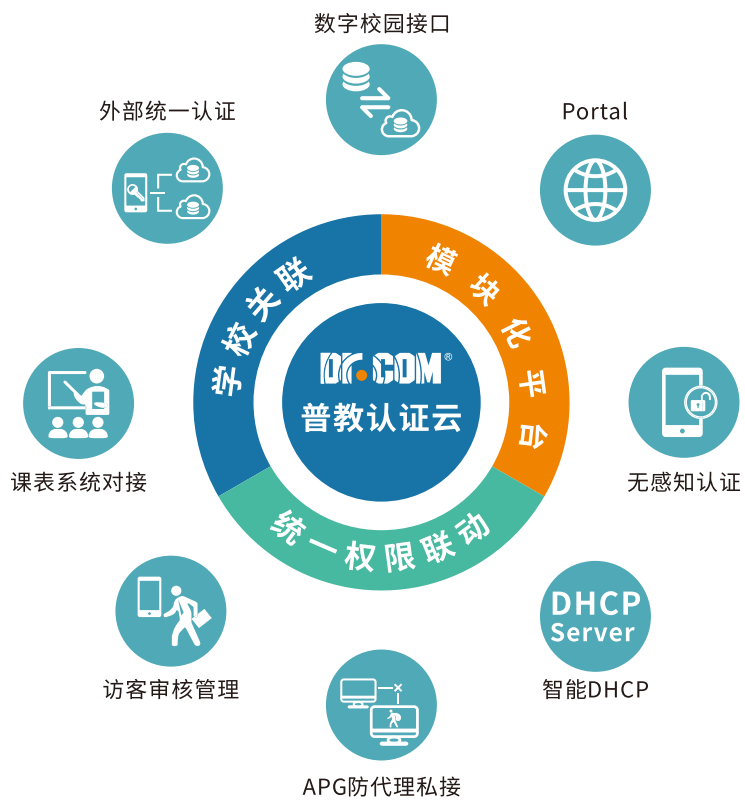 数字校园接口
外部统一认证
Portal
学校关联
模块化平台
Dr.COM®
普教认证云
统一权限联动
课表系统对接
无感知认证
DHCP
Server
访客审核管理
智能DHCP
APG防代理私接